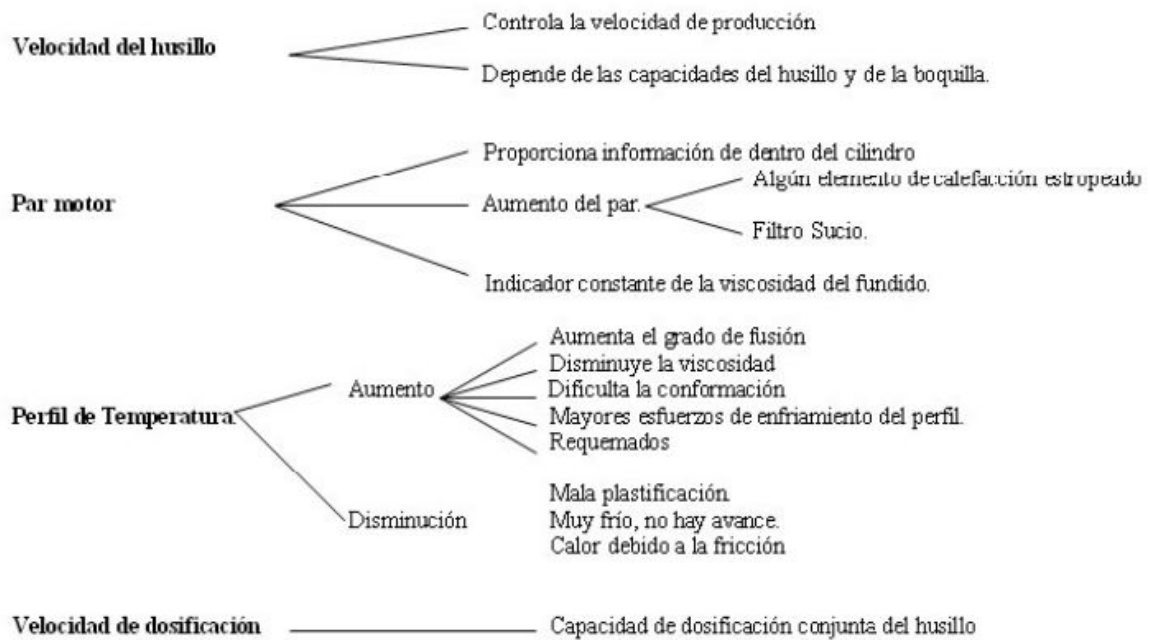 Velocidad del husillo
Controla la velocidad de producción
Depende de las capacidades del husillo y de la boquilla.
Par motor
Proporciona información de dentro del cilindro
Aumento del par.
Algún elemento de calefacción estropeado
Filtro Sucio.
Indicador constante de la viscosidad del fundido.
Perfil de Temperatura
Aumento
Aumenta el grado de fusión
Disminuye la viscosidad
Dificulta la conformación
Mayores esfuerzos de enfriamiento del perfil.
Requemados
Disminución
Mala plastificación
Muy frío, no hay avance.
Calor debido a la fricción
Velocidad de dosificación
Capacidad de dosificación conjunta del husillo